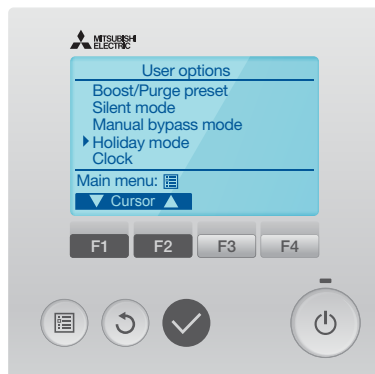 MITSUBISHI
ELECTRIC
User options
Boost/Purge preset
Silent mode
Manual bypass mode
Holiday mode
Clock
Main menu:
Cursor
F1 F2 F3 F4